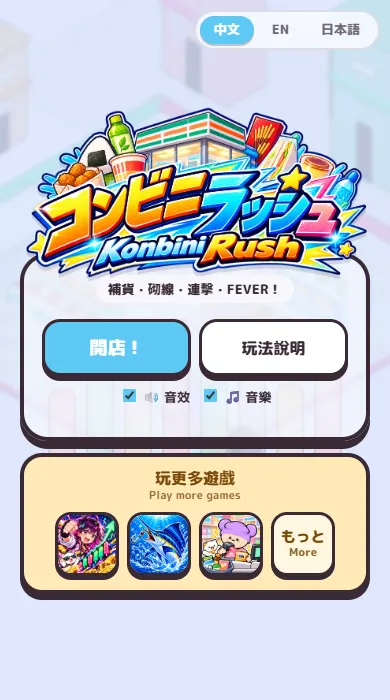 中文
EN
日本語
コンビニラッシュ
Konbini Rush
補貨・砌線・連擊・FEVER！
開店！
玩法說明
音效
音樂
玩更多遊戲
Play more games
もっと
More